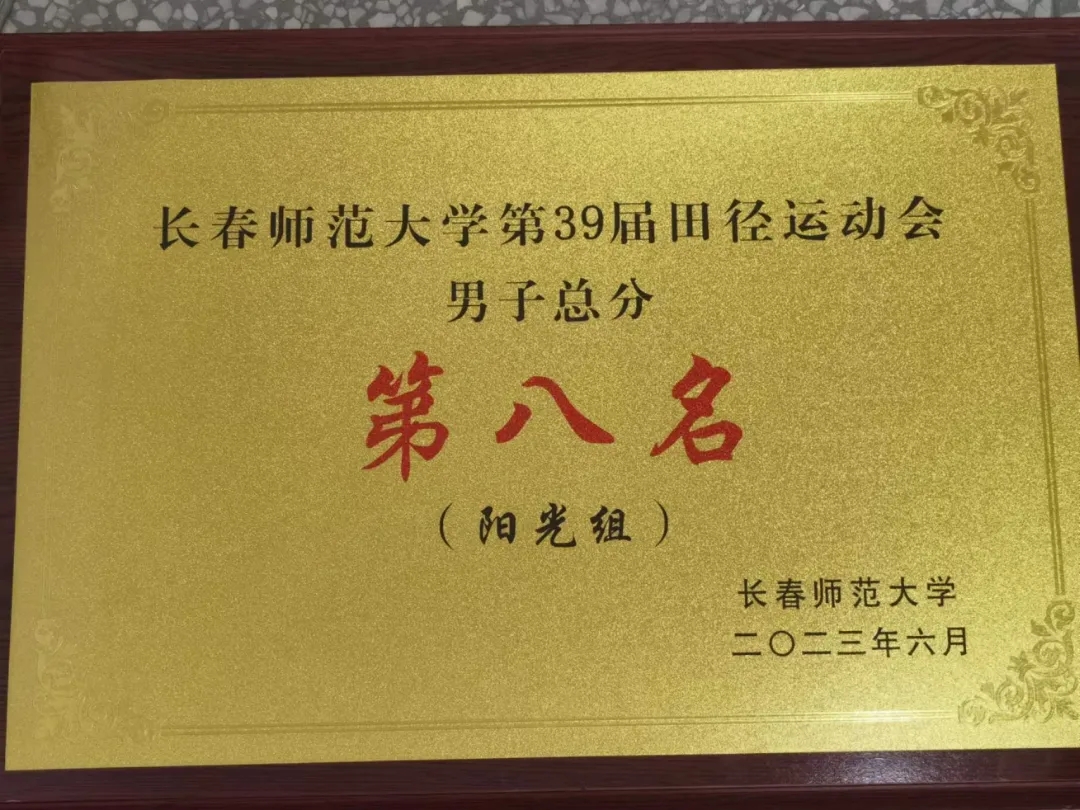 长春师范大学第39届田径运动会
男子总分
第八名
(阳光组)
长春师范大学
二〇二三年六月